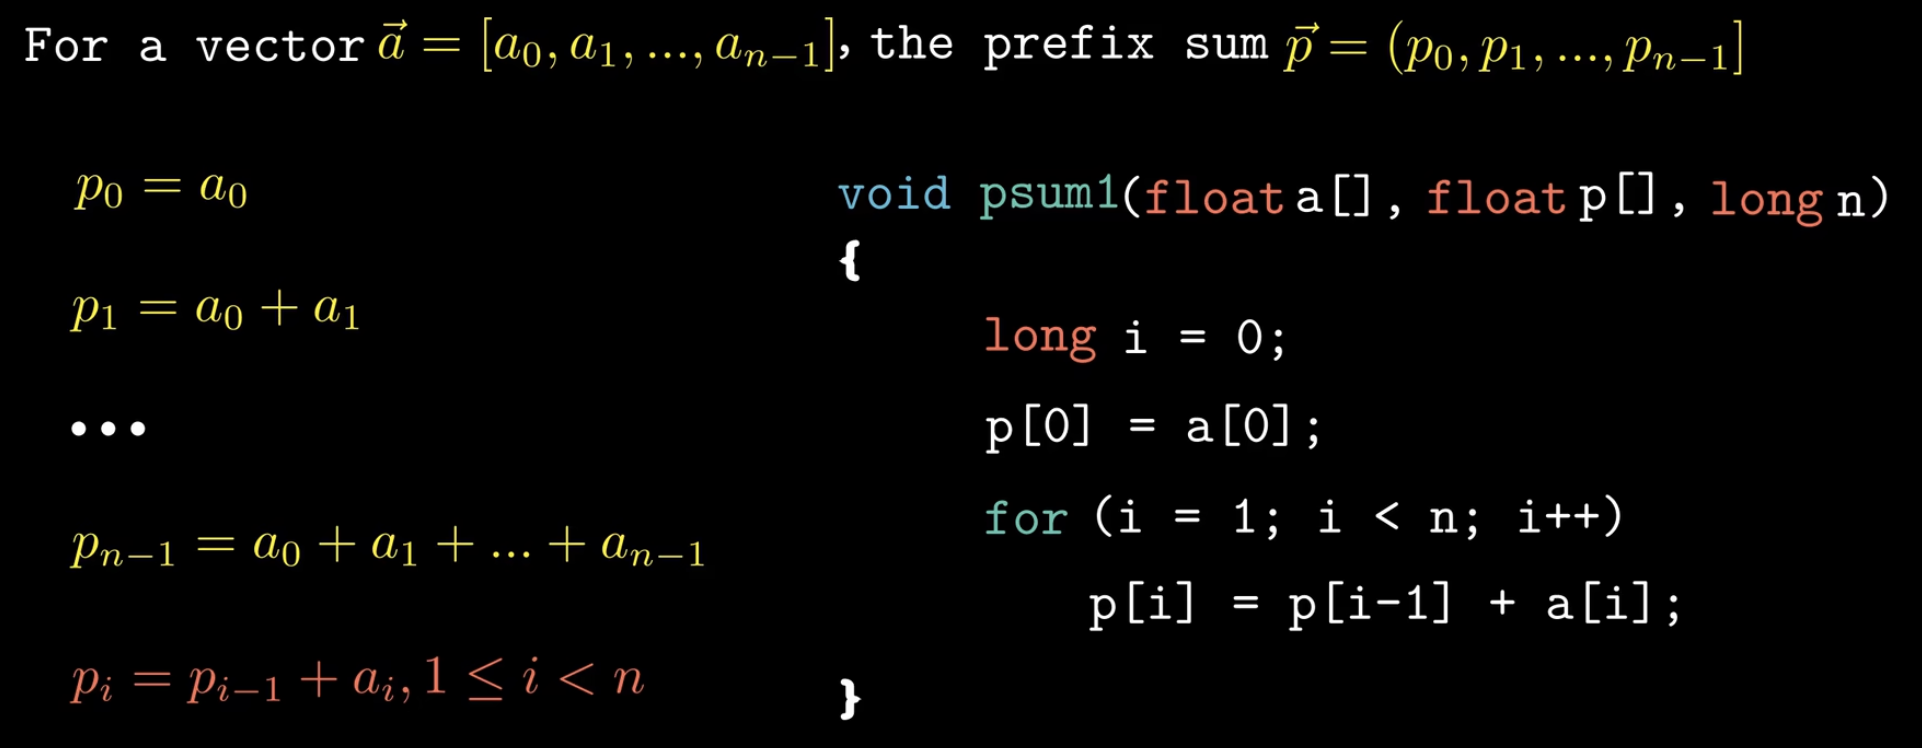 For a vector $\vec{a} = [a_0, a_1, ..., a_{n-1}]$, the prefix sum $\vec{p} = (p_0, p_1, ..., p_{n-1}]$
$p_0 = a_0$
$p_1 = a_0 + a_1$
...
$p_{n-1} = a_0 + a_1 + ... + a_{n-1}$
$p_i = p_{i-1} + a_i, 1 \leq i < n$
void psum1(float a[], float p[], long n)
{
long i = 0;
p[0] = a[0];
for (i = 1; i < n; i++)
p[i] = p[i-1] + a[i];
}